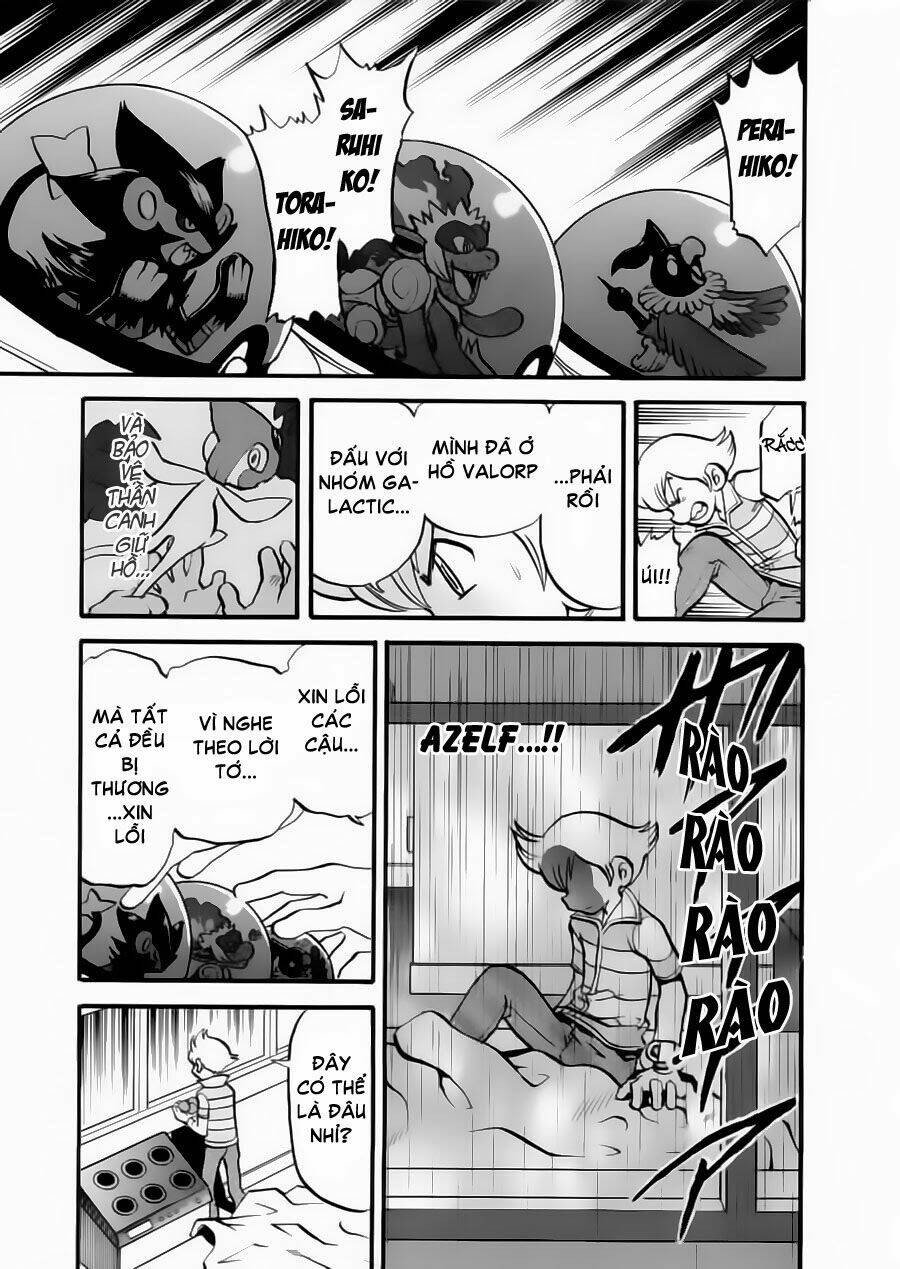 PERA-
HIKO!
SA-
RUHI
KO!
TORA-
HIKO!
RẮCC
ÚI!!
...PHẢI
RỒI
MÌNH ĐÃ Ở
HỒ VALORP
ĐẤU VỚI
NHÓM GA-
LACTIC...
VÀ
BẢO
VỆ
THẦN
CANH
GIỮ
HỒ...
AZELF...!!
RÀO
RÀO
RÀO
RÀO
XIN LỖI
CÁC
CẬU...
VÌ NGHE
THEO LỜI
TỚ...
MÀ TẤT
CẢ ĐỀU
BỊ
THƯƠNG
...XIN
LỖI
ĐÂY
CÓ THỂ
LÀ ĐÂU
NHỈ?